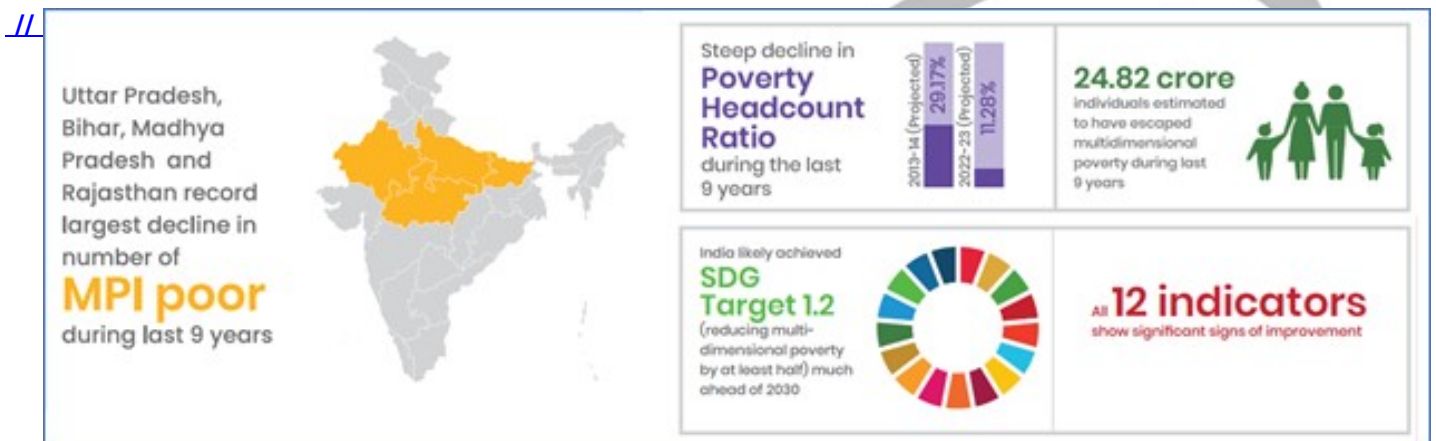 //
Uttar Pradesh,
Bihar, Madhya
Pradesh and
Rajasthan record
largest decline in
number of
MPI poor
during last 9 years
Steep decline in
Poverty
Headcount
Ratio
during the last
9 years
2013-14 (Projected)
29.17%
2022-23 (Projected)
11.28%
24.82 crore
individuals estimated
to have escaped
multidimensional
poverty during last
9 years
India likely achieved
SDG
Target 1.2
(reducing multi-
dimensional poverty
by at least half) much
ahead of 2030
All 12 indicators
show significant signs of improvement